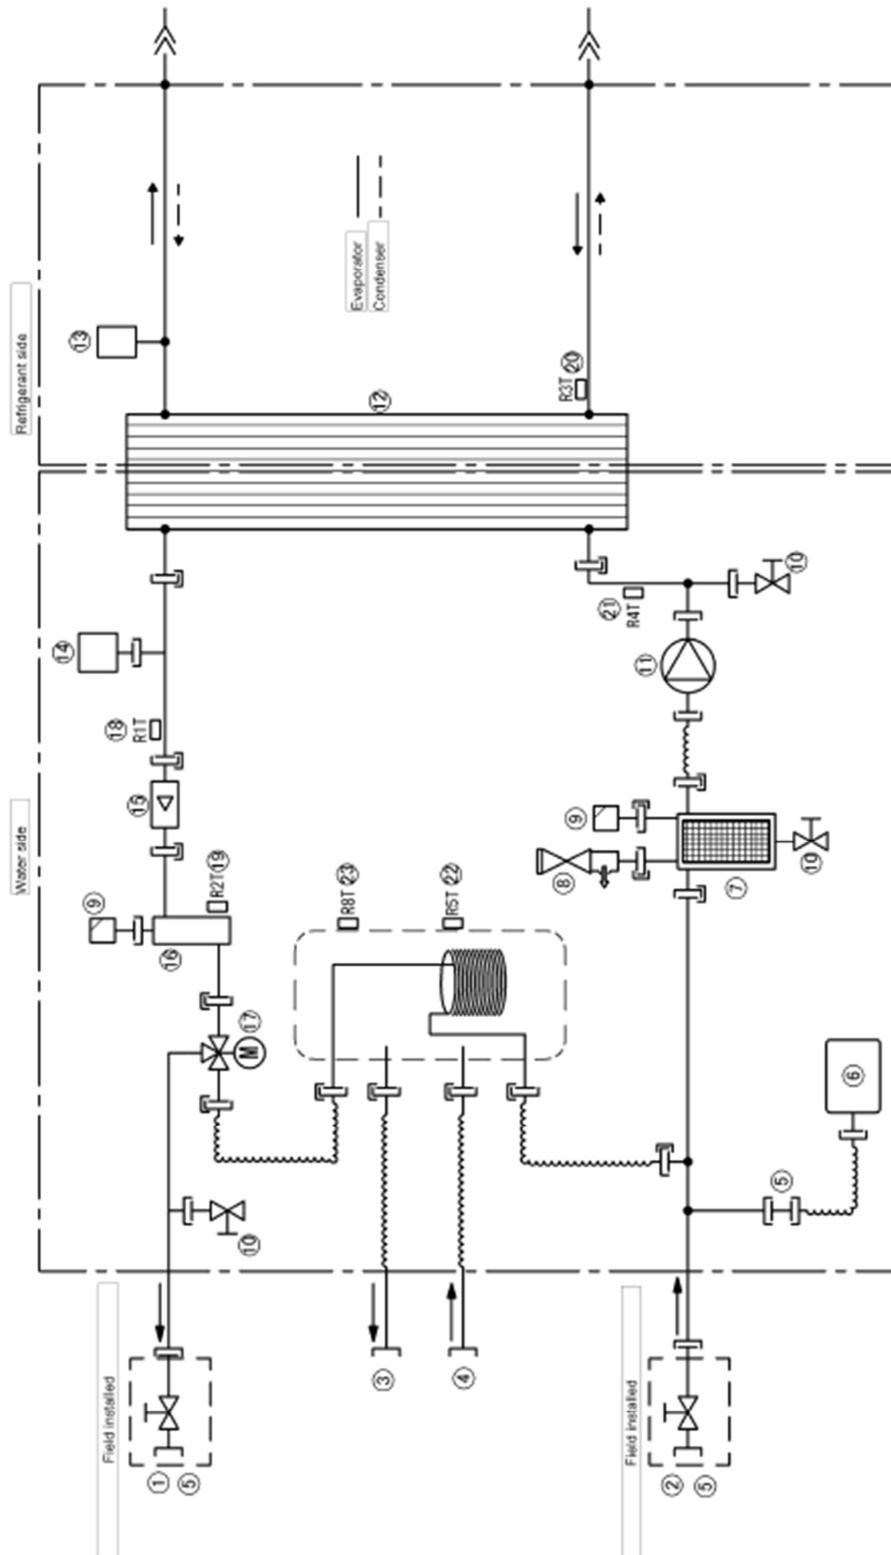 Refrigerant side
Evaporator
Condenser
13
12
R3T 20
Water side
14
18
R1T
15
9
R2T 19
16
17
M
10
R8T 23
R5T 22
21
R4T
10
11
9
8
7
10
6
5
Field installed
1
5
3
4
Field installed
2
5